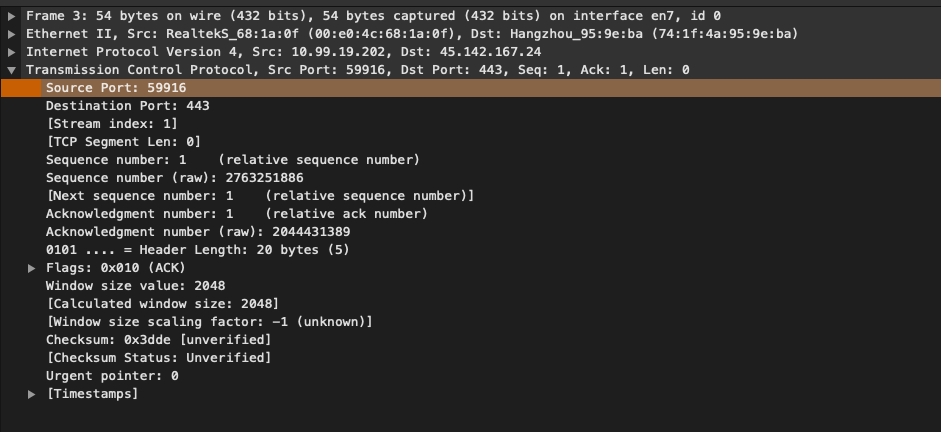 Frame 3: 54 bytes on wire (432 bits), 54 bytes captured (432 bits) on interface en7, id 0
Ethernet II, Src: RealtekS_68:1a:0f (00:e0:4c:68:1a:0f), Dst: Hangzhou_95:9e:ba (74:1f:4a:95:9e:ba)
Internet Protocol Version 4, Src: 10.99.19.202, Dst: 45.142.167.24
Transmission Control Protocol, Src Port: 59916, Dst Port: 443, Seq: 1, Ack: 1, Len: 0
Source Port: 59916
Destination Port: 443
[Stream index: 1]
[TCP Segment Len: 0]
Sequence number: 1    (relative sequence number)
Sequence number (raw): 2763251886
[Next sequence number: 1    (relative sequence number)]
Acknowledgment number: 1    (relative ack number)
Acknowledgment number (raw): 2044431389
0101 .... = Header Length: 20 bytes (5)
Flags: 0x010 (ACK)
Window size value: 2048
[Calculated window size: 2048]
[Window size scaling factor: -1 (unknown)]
Checksum: 0x3dde [unverified]
[Checksum Status: Unverified]
Urgent pointer: 0
[Timestamps]